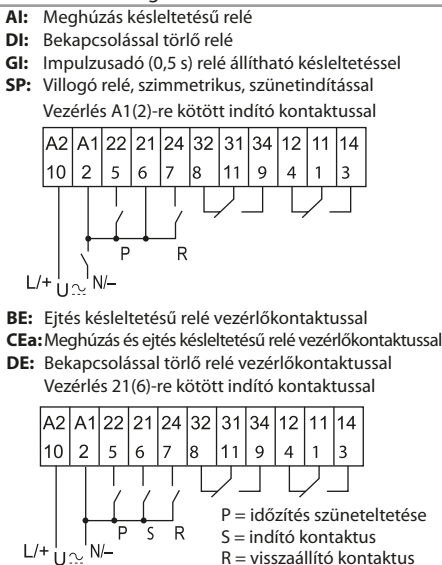 AI: Meghúzás késleltetésű relé
DI: Bekapcsolással törlő relé
GI: Impulzusadó (0,5 s) relé állítható késleltetéssel
SP: Villogó relé, szimmetrikus, szünetindítással
Vezérlés A1(2)-re kötött indító kontaktussal
A2 A1 22 21 24 32 31 34 12 11 14
10 2 5 6 7 8 11 9 4 1 3
P R
L/+ U N/–
BE: Ejtés késleltetésű relé vezérlőkontaktussal
CEa: Meghúzás és ejtés késleltetésű relé vezérlőkontaktussal
DE: Bekapcsolással törlő relé vezérlőkontaktussal
Vezérlés 21(6)-re kötött indító kontaktussal
A2 A1 22 21 24 32 31 34 12 11 14
10 2 5 6 7 8 11 9 4 1 3
P S R
L/+ U N/–
P = időzítés szüneteltetése
S = indító kontaktus
R = visszaállító kontaktus